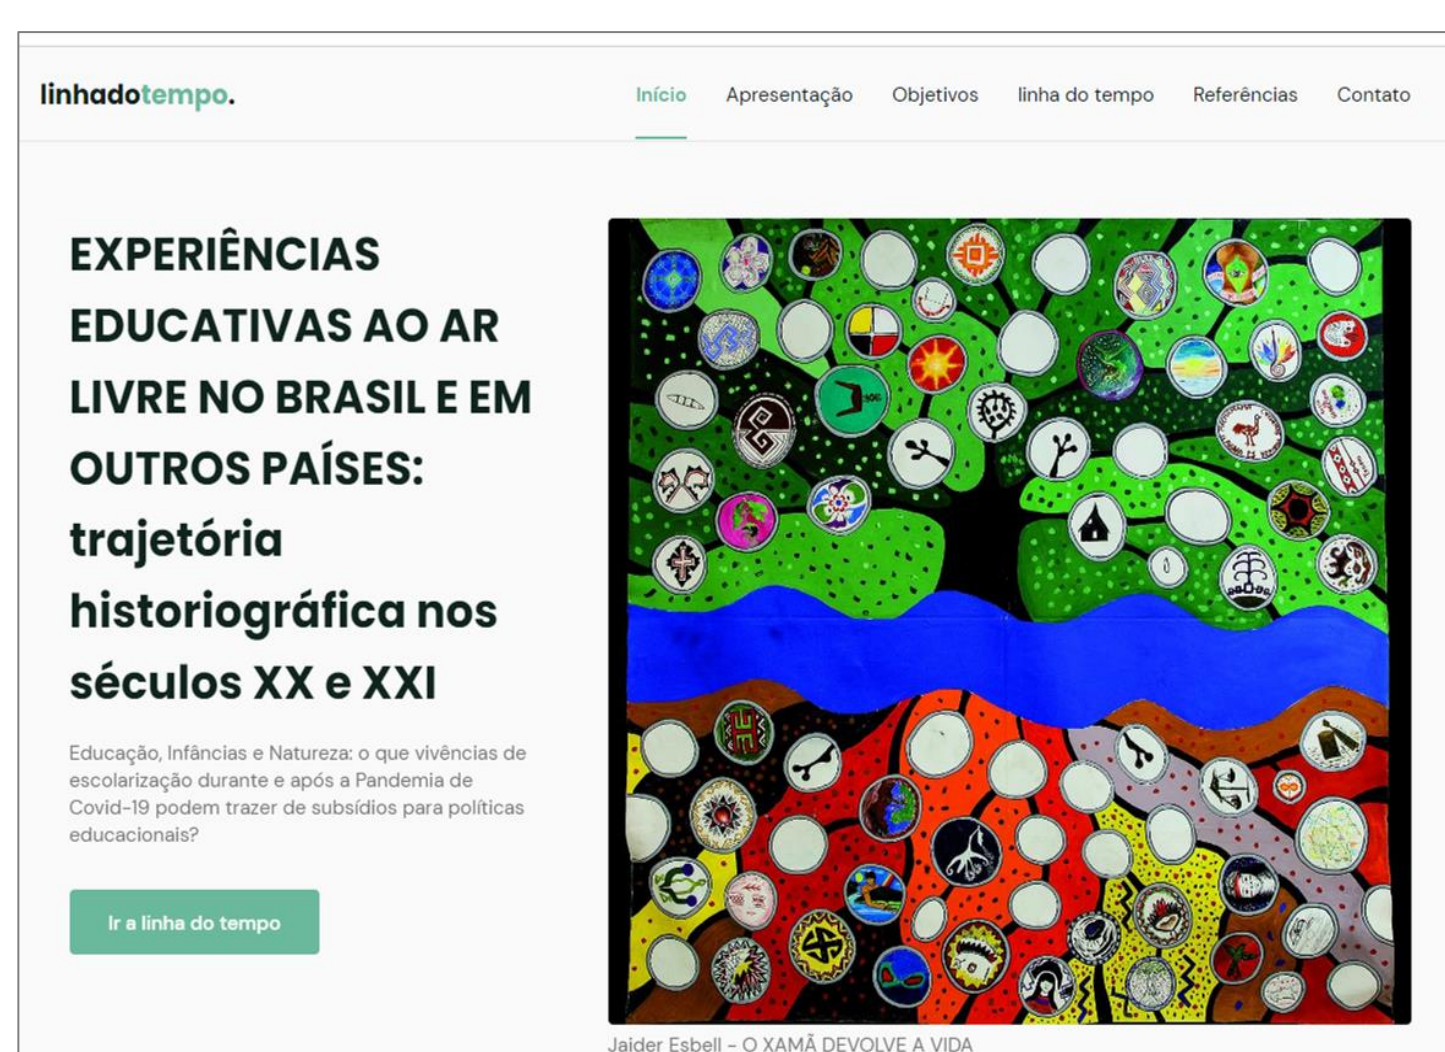 linhadotempo.
Início
Apresentação
Objetivos
linha do tempo
Referências
Contato
EXPERIÊNCIAS
EDUCATIVAS AO AR
LIVRE NO BRASIL E EM
OUTROS PAÍSES:
trajetória
historiográfica nos
séculos XX e XXI
Educação, Infâncias e Natureza: o que vivências de
escolarização durante e após a Pandemia de
Covid-19 podem trazer de subsídios para políticas
educacionais?
Ir a linha do tempo
Jaider Esbell - O XAMÃ DEVOLVE A VIDA